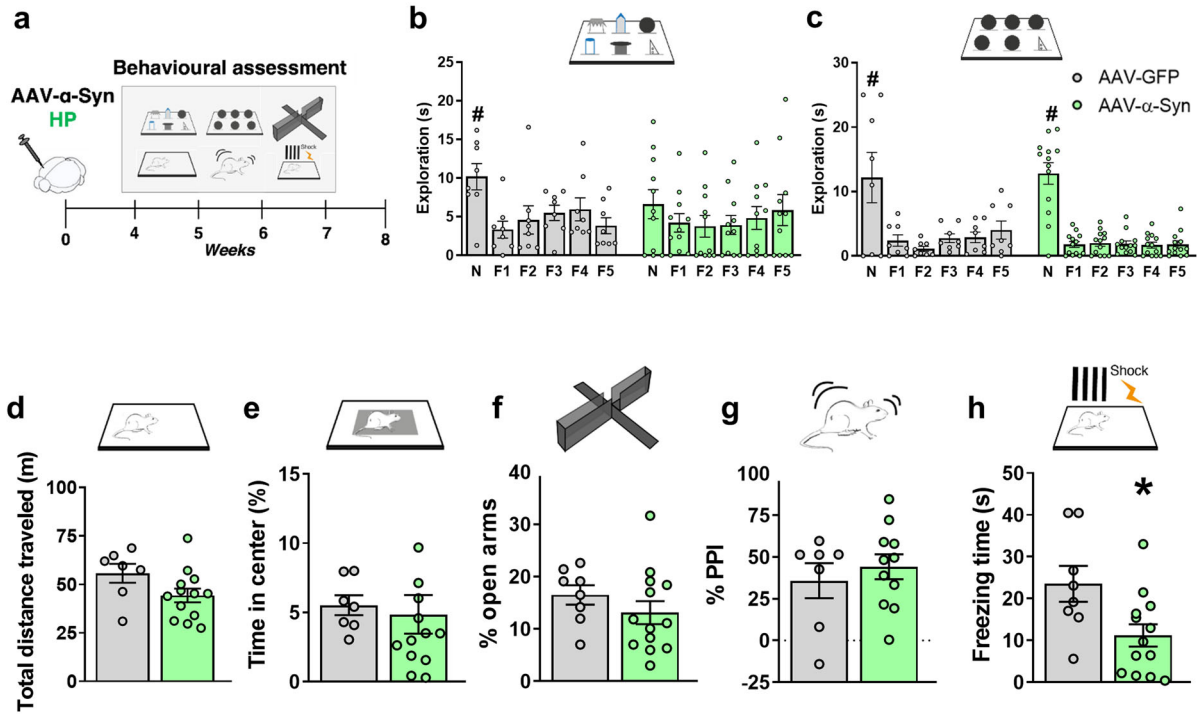 a
Behavioural assessment
AAV-α-Syn
HP
Shock
0 4 5 6 7 8
Weeks
b
Exploration (s)
25
20
15
10
5
0
#
N F1 F2 F3 F4 F5 N F1 F2 F3 F4 F5
c
Exploration (s)
30
20
10
0
# #
AAV-GFP
AAV-α-Syn
N F1 F2 F3 F4 F5 N F1 F2 F3 F4 F5
d
Total distance traveled (m)
100
75
50
25
0
e
Time in center (%)
15
10
5
0
f
% open arms
40
30
20
10
0
g
% PPI
100
75
50
25
0
-25
h
Shock
Freezing time (s)
50
40
30
20
10
0
*